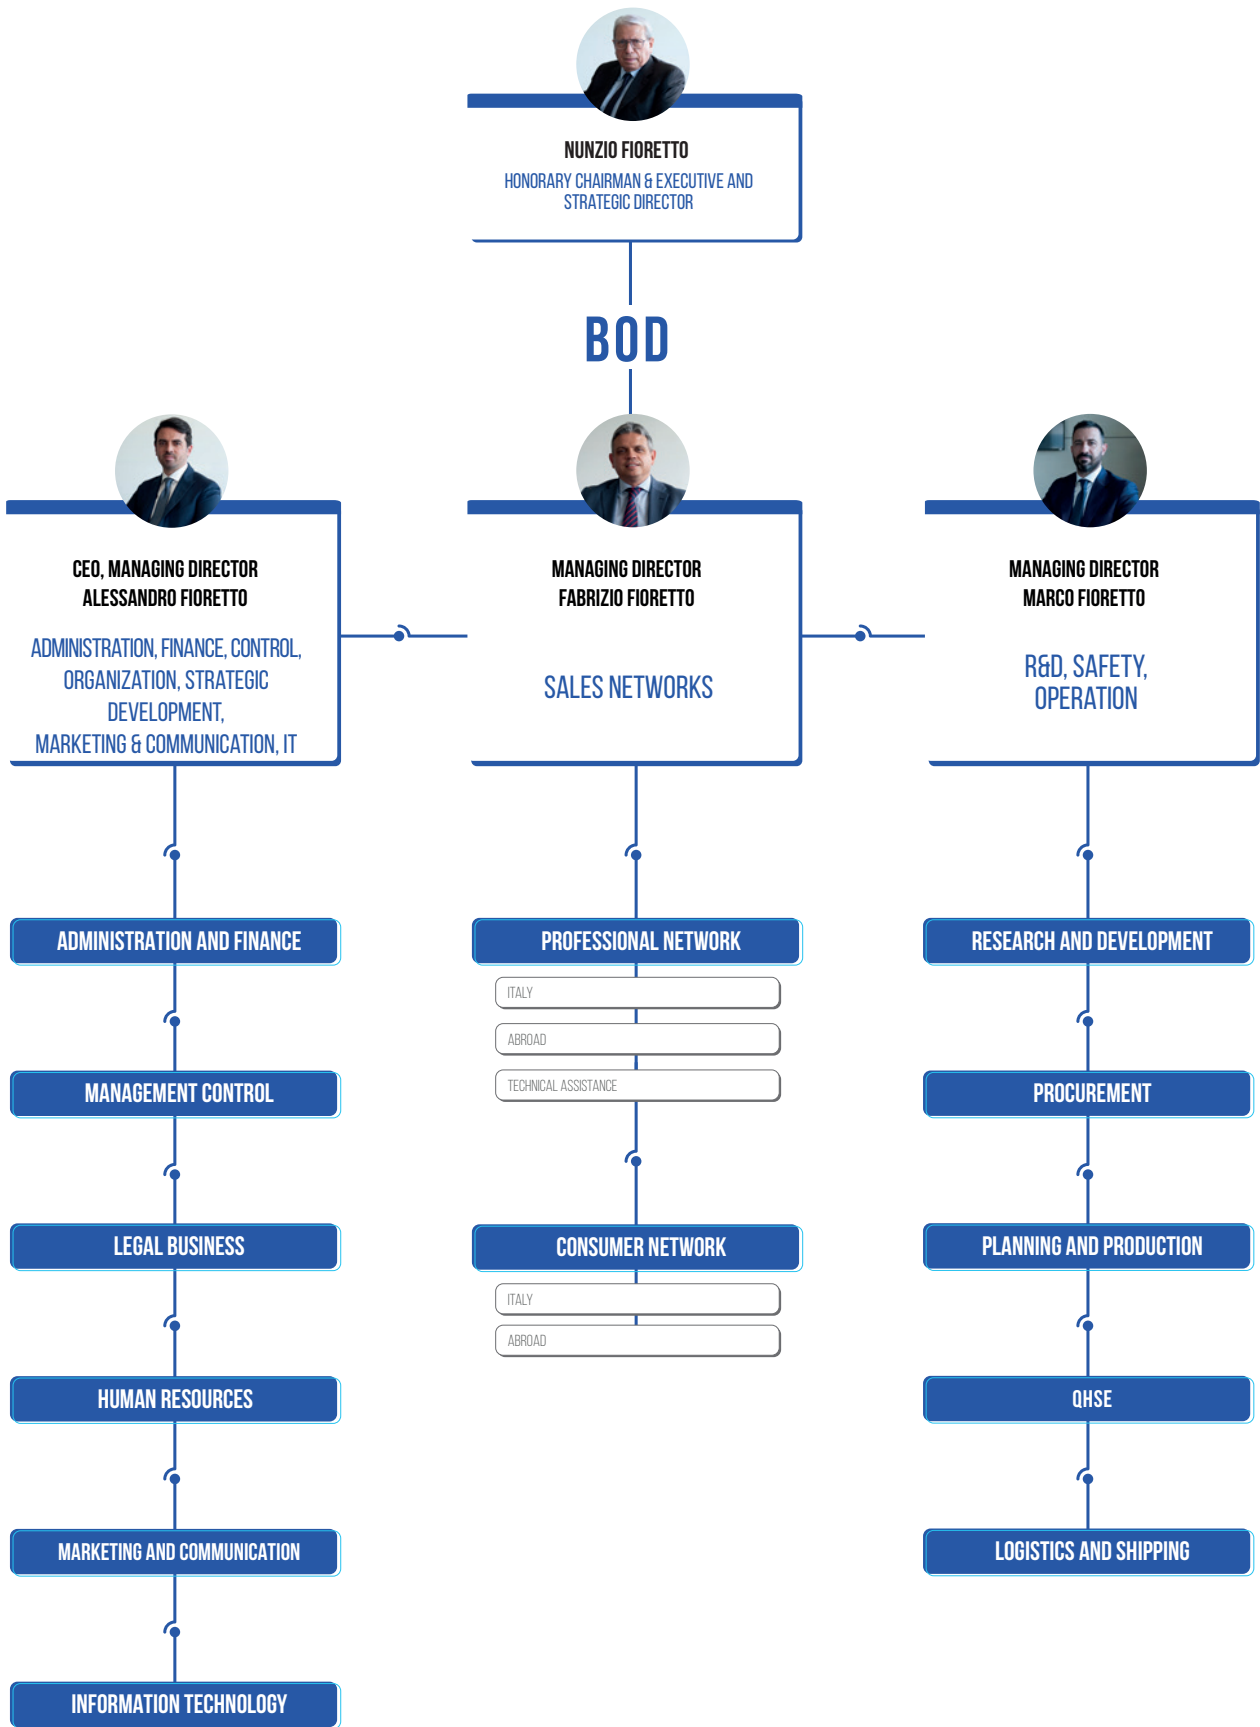 NUNZIO FIORETTO
HONORARY CHAIRMAN & EXECUTIVE AND
STRATEGIC DIRECTOR
BOD
CEO, MANAGING DIRECTOR
ALESSANDRO FIORETTO
ADMINISTRATION, FINANCE, CONTROL,
ORGANIZATION, STRATEGIC
DEVELOPMENT,
MARKETING & COMMUNICATION, IT
MANAGING DIRECTOR
FABRIZIO FIORETTO
SALES NETWORKS
MANAGING DIRECTOR
MARCO FIORETTO
R&D, SAFETY,
OPERATION
ADMINISTRATION AND FINANCE
MANAGEMENT CONTROL
LEGAL BUSINESS
HUMAN RESOURCES
MARKETING AND COMMUNICATION
INFORMATION TECHNOLOGY
PROFESSIONAL NETWORK
ITALY
ABROAD
TECHNICAL ASSISTANCE
CONSUMER NETWORK
ITALY
ABROAD
RESEARCH AND DEVELOPMENT
PROCUREMENT
PLANNING AND PRODUCTION
QHSE
LOGISTICS AND SHIPPING